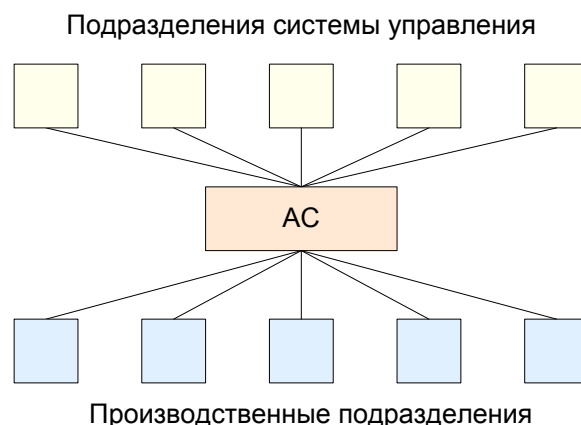 Подразделения системы управления
АС
Производственные подразделения